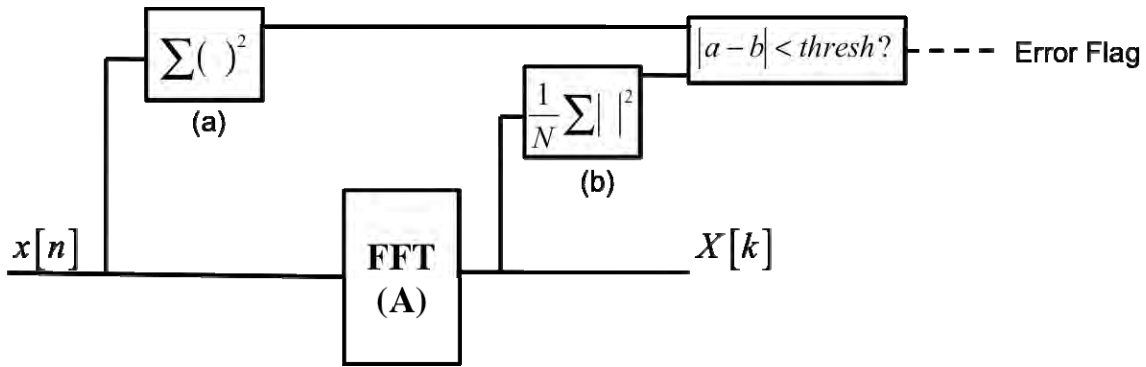 ∑( )²
(a)
|a − b| < thresh?
Error Flag
1/N ∑| |²
(b)
x[n]
FFT
(A)
X[k]